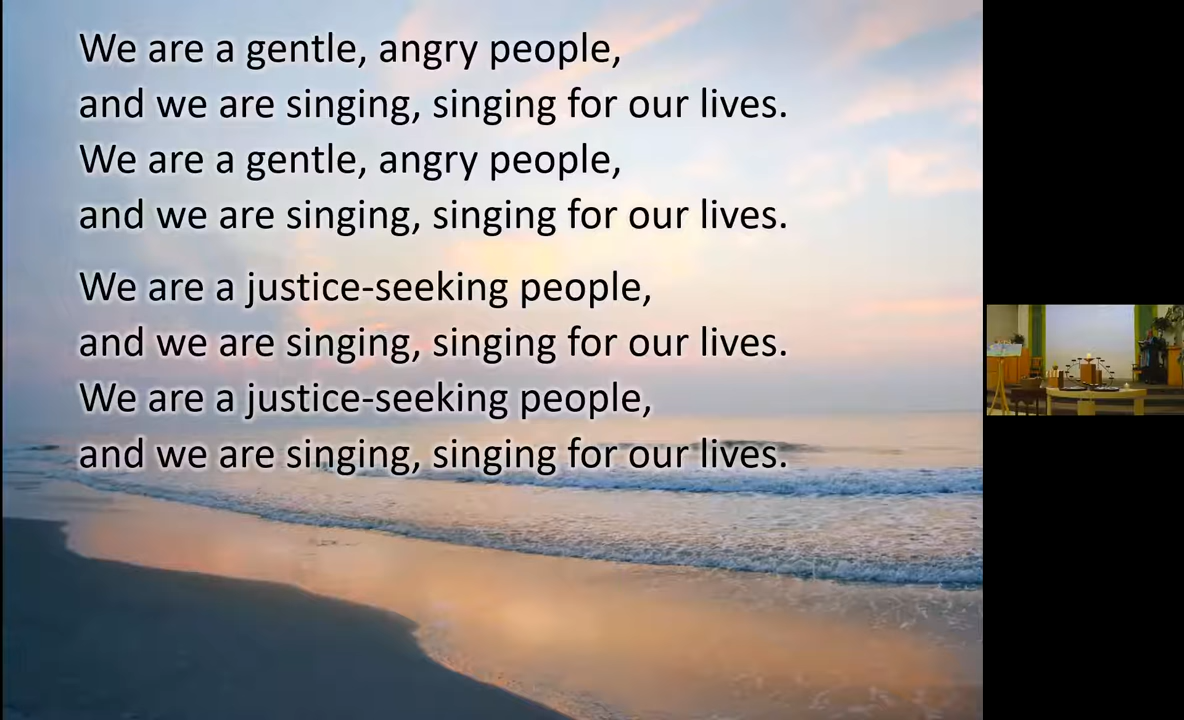 We are a gentle, angry people,
and we are singing, singing for our lives.
We are a gentle, angry people,
and we are singing, singing for our lives.
We are a justice-seeking people,
and we are singing, singing for our lives.
We are a justice-seeking people,
and we are singing, singing for our lives.